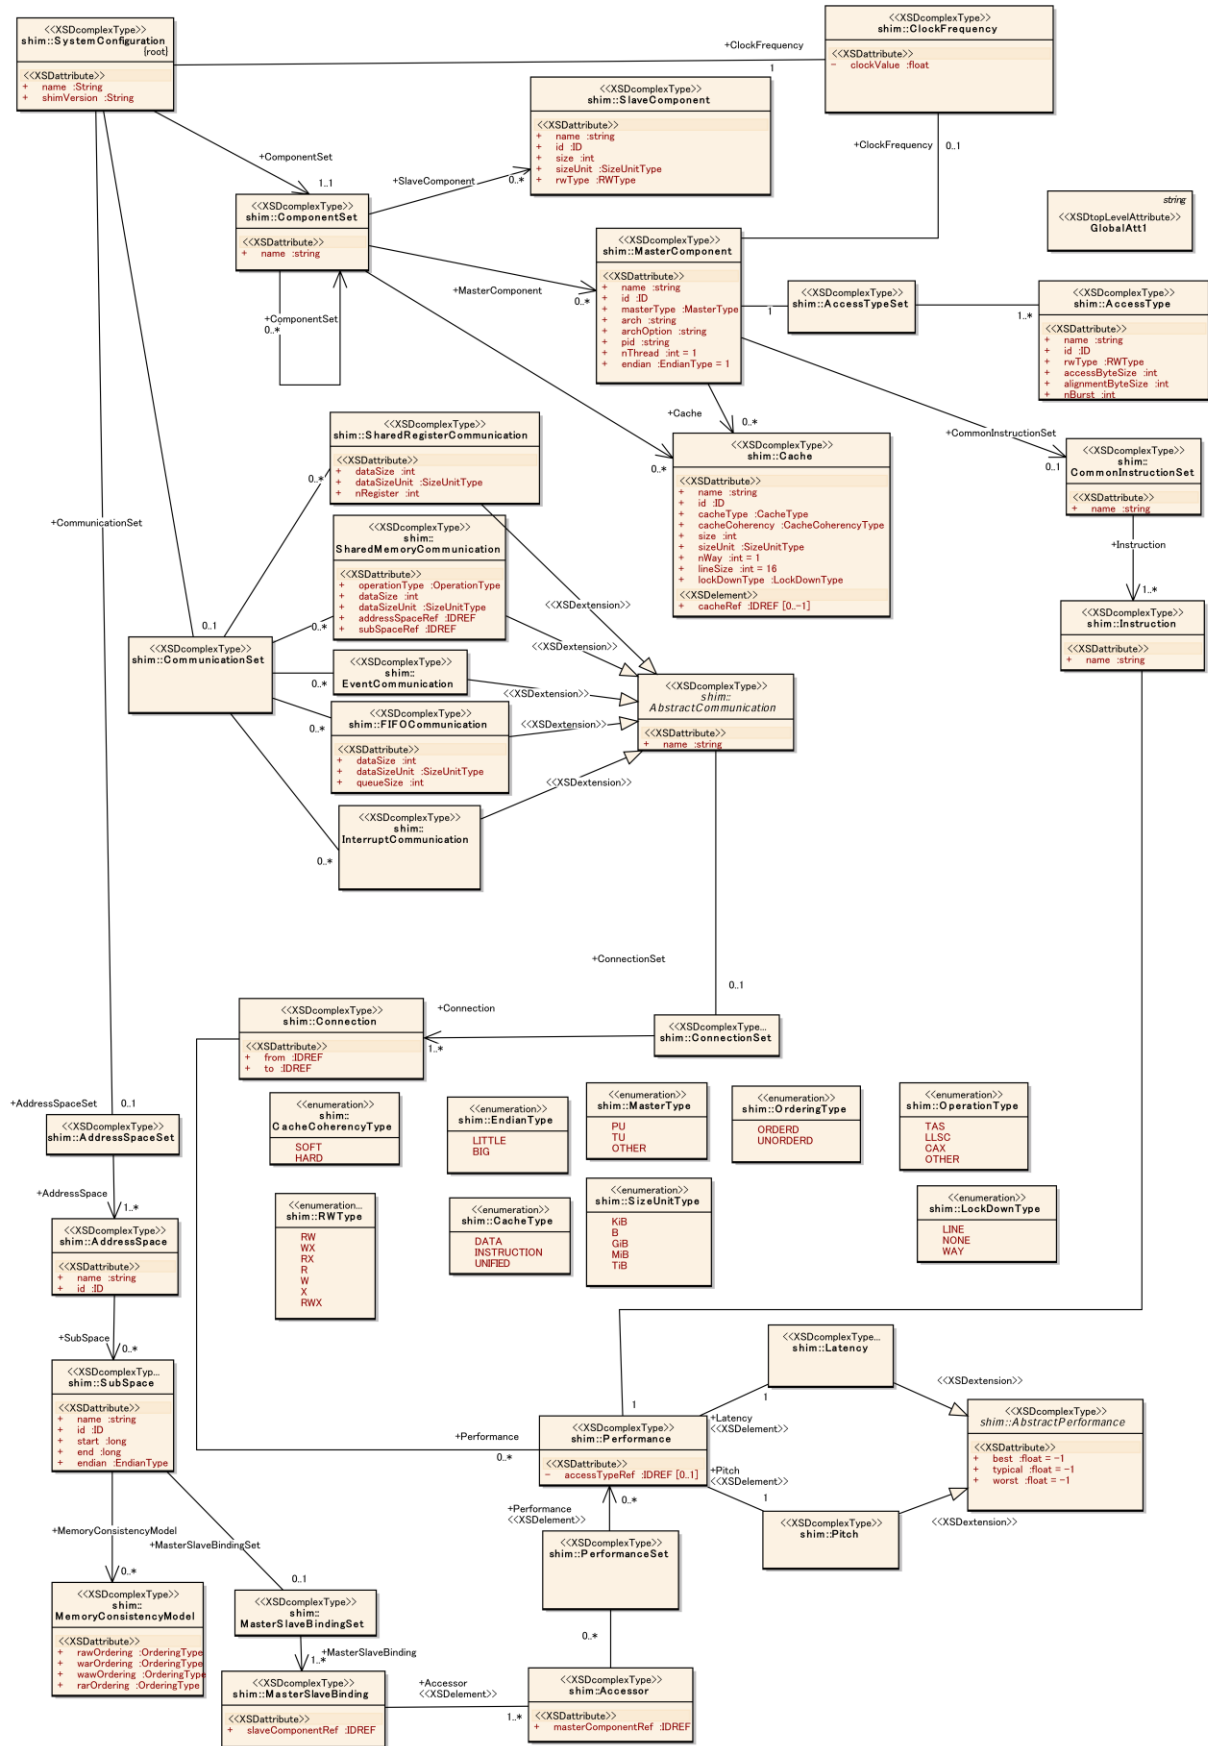 <<XSDcomplexType>>
shim::SystemConfiguration
{root}
<<XSDattribute>>
+ name :String
+ shimVersion :String
+ClockFrequency
1
<<XSDcomplexType>>
shim::ClockFrequency
<<XSDattribute>>
- clockValue :float
+ClockFrequency
0..1
<<XSDcomplexType>>
shim::SlaveComponent
<<XSDattribute>>
+ name :string
+ id :ID
+ size :int
+ sizeUnit :SizeUnitType
+ rwType :RWType
+ComponentSet
1..1
+SlaveComponent
0..*
<<XSDcomplexType>>
shim::ComponentSet
<<XSDattribute>>
+ name :string
+ComponentSet
0..*
+MasterComponent
0..*
string
<<XSDtopLevelAttribute>>
GlobalAtt1
<<XSDcomplexType>>
shim::MasterComponent
<<XSDattribute>>
+ name :string
+ id :ID
+ masterType :MasterType
+ arch :string
+ archOption :string
+ pid :string
+ nThread :int = 1
+ endian :EndianType = 1
1
<<XSDcomplexType>>
shim::AccessTypeSet
1..*
<<XSDcomplexType>>
shim::AccessType
<<XSDattribute>>
+ name :string
+ id :ID
+ rwType :RWType
+ accessByteSize :int
+ alignmentByteSize :int
+ nBurst :int
+Cache
0..*
0..*
+CommonInstructionSet
0..1
<<XSDcomplexType>>
shim::SharedRegisterCommunication
<<XSDattribute>>
+ dataSize :int
+ dataSizeUnit :SizeUnitType
+ nRegister :int
0..*
<<XSDcomplexType>>
shim::Cache
<<XSDattribute>>
+ name :string
+ id :ID
+ cacheType :CacheType
+ cacheCoherency :CacheCoherencyType
+ size :int
+ sizeUnit :SizeUnitType
+ nWay :int = 1
+ lineSize :int = 16
+ lockDownType :LockDownType
<<XSDelement>>
+ cacheRef :IDREF [0..-1]
<<XSDcomplexType>>
shim::
CommonInstructionSet
<<XSDattribute>>
+ name :string
+Instruction
1..*
<<XSDcomplexType>>
shim::Instruction
<<XSDattribute>>
+ name :string
+CommunicationSet
0..1
<<XSDcomplexType>>
shim::
SharedMemoryCommunication
<<XSDattribute>>
+ operationType :OperationType
+ dataSize :int
+ dataSizeUnit :SizeUnitType
+ addressSpaceRef :IDREF
+ subSpaceRef :IDREF
0..*
<<XSDextension>>
<<XSDextension>>
<<XSDcomplexType>>
shim::CommunicationSet
<<XSDcomplexType>>
shim::
EventCommunication
0..*
<<XSDextension>>
<<XSDcomplexType>>
shim::FIFOCommunication
<<XSDattribute>>
+ dataSize :int
+ dataSizeUnit :SizeUnitType
+ queueSize :int
0..*
<<XSDextension>>
<<XSDcomplexType>>
shim::
AbstractCommunication
<<XSDattribute>>
+ name :string
<<XSDextension>>
<<XSDcomplexType>>
shim::
InterruptCommunication
0..*
+ConnectionSet
0..1
<<XSDcomplexType>>
shim::Connection
<<XSDattribute>>
+ from :IDREF
+ to :IDREF
+Connection
1..*
<<XSDcomplexType...
shim::ConnectionSet
+AddressSpaceSet
0..1
<<XSDcomplexType>>
shim::AddressSpaceSet
<<enumeration>>
shim::
CacheCoherencyType
SOFT
HARD
<<enumeration>>
shim::EndianType
LITTLE
BIG
<<enumeration>>
shim::MasterType
PU
TU
OTHER
<<enumeration>>
shim::OrderingType
ORDERD
UNORDERD
<<enumeration>>
shim::OperationType
TAS
LLSC
CAX
OTHER
+AddressSpace
1..*
<<XSDcomplexType>>
shim::AddressSpace
<<XSDattribute>>
+ name :string
+ id :ID
<<enumeration...
shim::RWType
RW
WX
RX
R
W
X
RWX
<<enumeration>>
shim::CacheType
DATA
INSTRUCTION
UNIFIED
<<enumeration>>
shim::SizeUnitType
KiB
B
GiB
MiB
TiB
<<enumeration>>
shim::LockDownType
LINE
NONE
WAY
+SubSpace
0..*
<<XSDcomplexTyp...
shim::SubSpace
<<XSDattribute>>
+ name :string
+ id :ID
+ start :long
+ end :long
+ endian :EndianType
<<XSDcomplexType...
shim::Latency
<<XSDextension>>
1
+Latency
<<XSDelement>>
1
+Performance
0..*
<<XSDcomplexType>>
shim::Performance
<<XSDattribute>>
- accessTypeRef :IDREF [0..1]
<<XSDcomplexType>>
shim::AbstractPerformance
<<XSDattribute>>
+ best :float = -1
+ typical :float = -1
+ worst :float = -1
+Pitch
<<XSDelement>>
1
<<XSDcomplexType>>
shim::Pitch
<<XSDextension>>
+Performance
<<XSDelement>>
0..*
<<XSDcomplexType>>
shim::PerformanceSet
+MemoryConsistencyModel
0..*
+MasterSlaveBindingSet
0..1
<<XSDcomplexType>>
shim::
MemoryConsistencyModel
<<XSDattribute>>
+ rawOrdering :OrderingType
+ warOrdering :OrderingType
+ wawOrdering :OrderingType
+ rarOrdering :OrderingType
<<XSDcomplexType>>
shim::
MasterSlaveBindingSet
+MasterSlaveBinding
1..*
0..*
<<XSDcomplexType>>
shim::MasterSlaveBinding
<<XSDattribute>>
+ slaveComponentRef :IDREF
+Accessor
<<XSDelement>>
1..*
<<XSDcomplexType>>
shim::Accessor
<<XSDattribute>>
+ masterComponentRef :IDREF